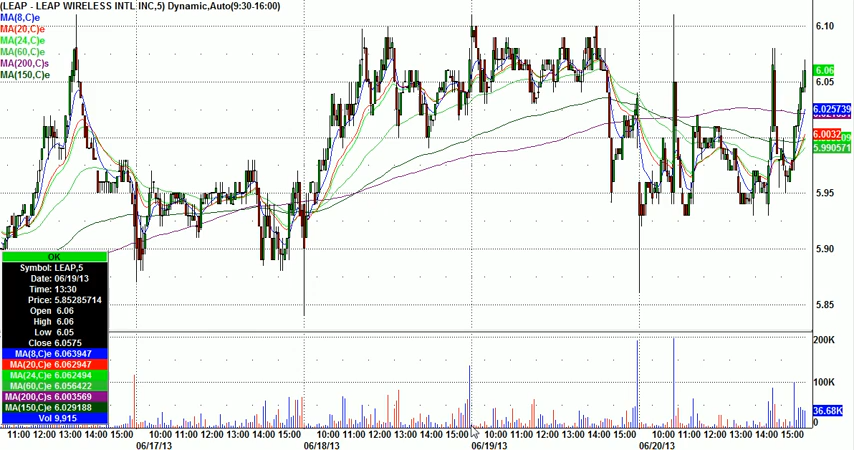 (LEAP - LEAP WIRELESS INTL INC,5) Dynamic,Auto(9:30-16:00)
MA(8,C)e
MA(20,C)e
MA(24,C)e
MA(60,C)e
MA(200,C)s
MA(150,C)e
6.10
6.06
6.05
6.025739
6.0032
5.990571
5.95
5.90
5.85
OK
Symbol: LEAP,5
Date: 06/19/13
Time: 13:30
Price: 5.85285714
Open 6.06
High 6.06
Low 6.05
Close 6.0575
MA(8,C)e 6.063947
MA(20,C)e 6.062947
MA(24,C)e 6.062494
MA(60,C)e 6.056422
MA(200,C)s 6.003569
MA(150,C)e 6.029188
Vol 9,915
200K
100K
36.68K
0
11:00 12:00 13:00 14:00 15:00 10:00 11:00 12:00 13:00 14:00 15:00 10:00 11:00 12:00 13:00 14:00 15:00 10:00 11:00 12:00 13:00 14:00 15:00 10:00 11:00 12:00 13:00 14:00 15:00
06/17/13 06/18/13 06/19/13 06/20/13